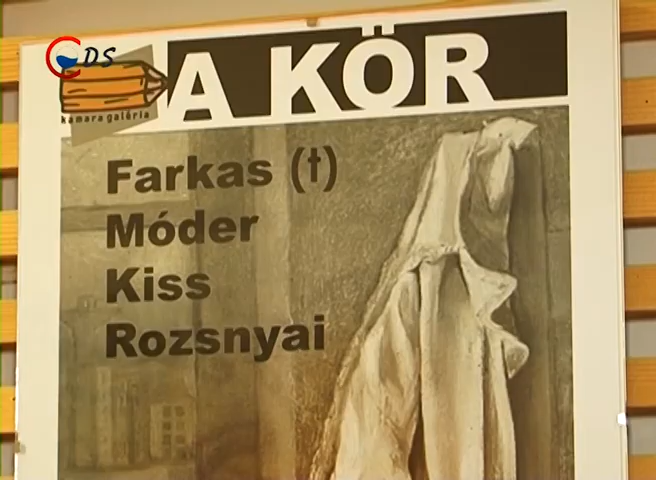 DS
A KÖR
kamara galéria
Farkas (†)
Móder
Kiss
Rozsnyai